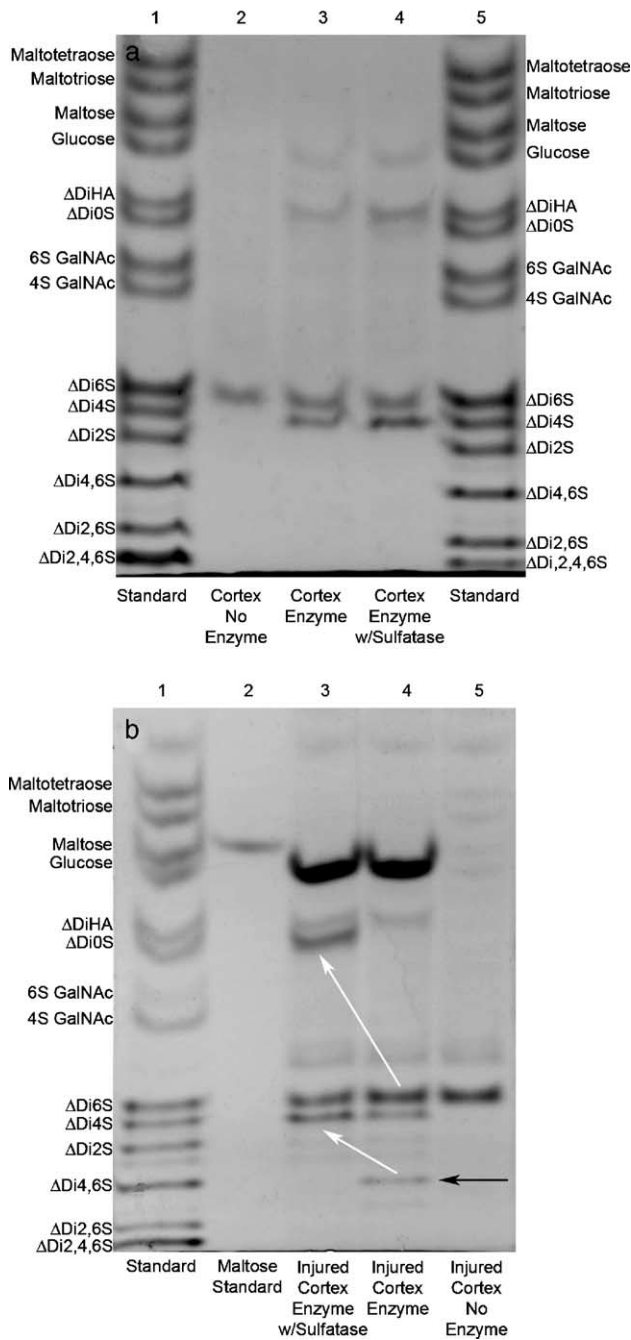 1 2 3 4 5
a
Maltotetraose
Maltotriose
Maltose
Glucose
ΔDiHA
ΔDi0S
6S GalNAc
4S GalNAc
ΔDi6S
ΔDi4S
ΔDi2S
ΔDi4,6S
ΔDi2,6S
ΔDi2,4,6S
Maltotetraose
Maltotriose
Maltose
Glucose
ΔDiHA
ΔDi0S
6S GalNAc
4S GalNAc
ΔDi6S
ΔDi4S
ΔDi2S
ΔDi4,6S
ΔDi2,6S
ΔDi,2,4,6S
Standard
Cortex
No
Enzyme
Cortex
Enzyme
Cortex
Enzyme
w/Sulfatase
Standard
1 2 3 4 5
b
Maltotetraose
Maltotriose
Maltose
Glucose
ΔDiHA
ΔDi0S
6S GalNAc
4S GalNAc
ΔDi6S
ΔDi4S
ΔDi2S
ΔDi4,6S
ΔDi2,6S
ΔDi2,4,6S
Standard
Maltose
Standard
Injured
Cortex
Enzyme
w/Sulfatase
Injured
Cortex
Enzyme
Injured
Cortex
No
Enzyme